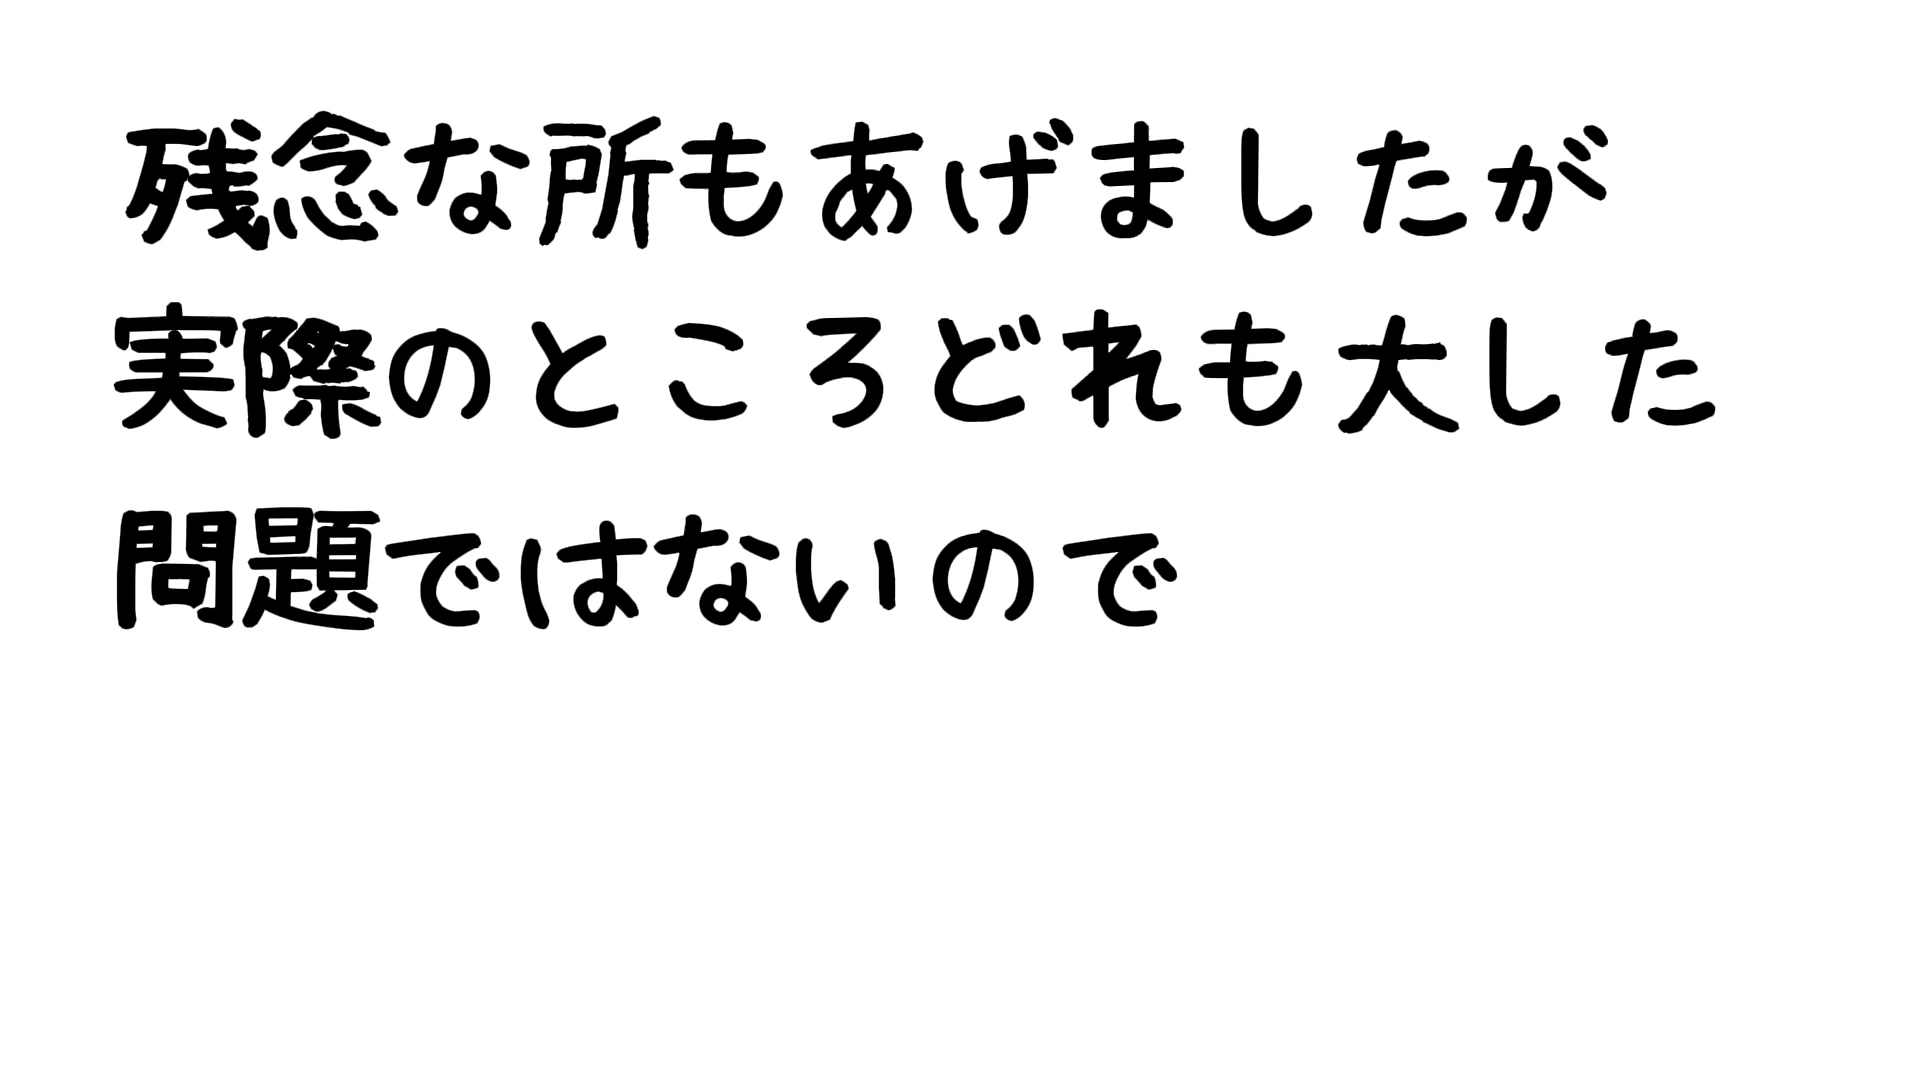 残念な所もあげましたが
実際のところどれも大した
問題ではないので